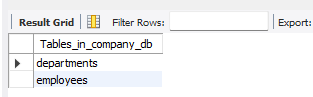 Result Grid Filter Rows: Export:
Tables_in_company_db
departments
employees